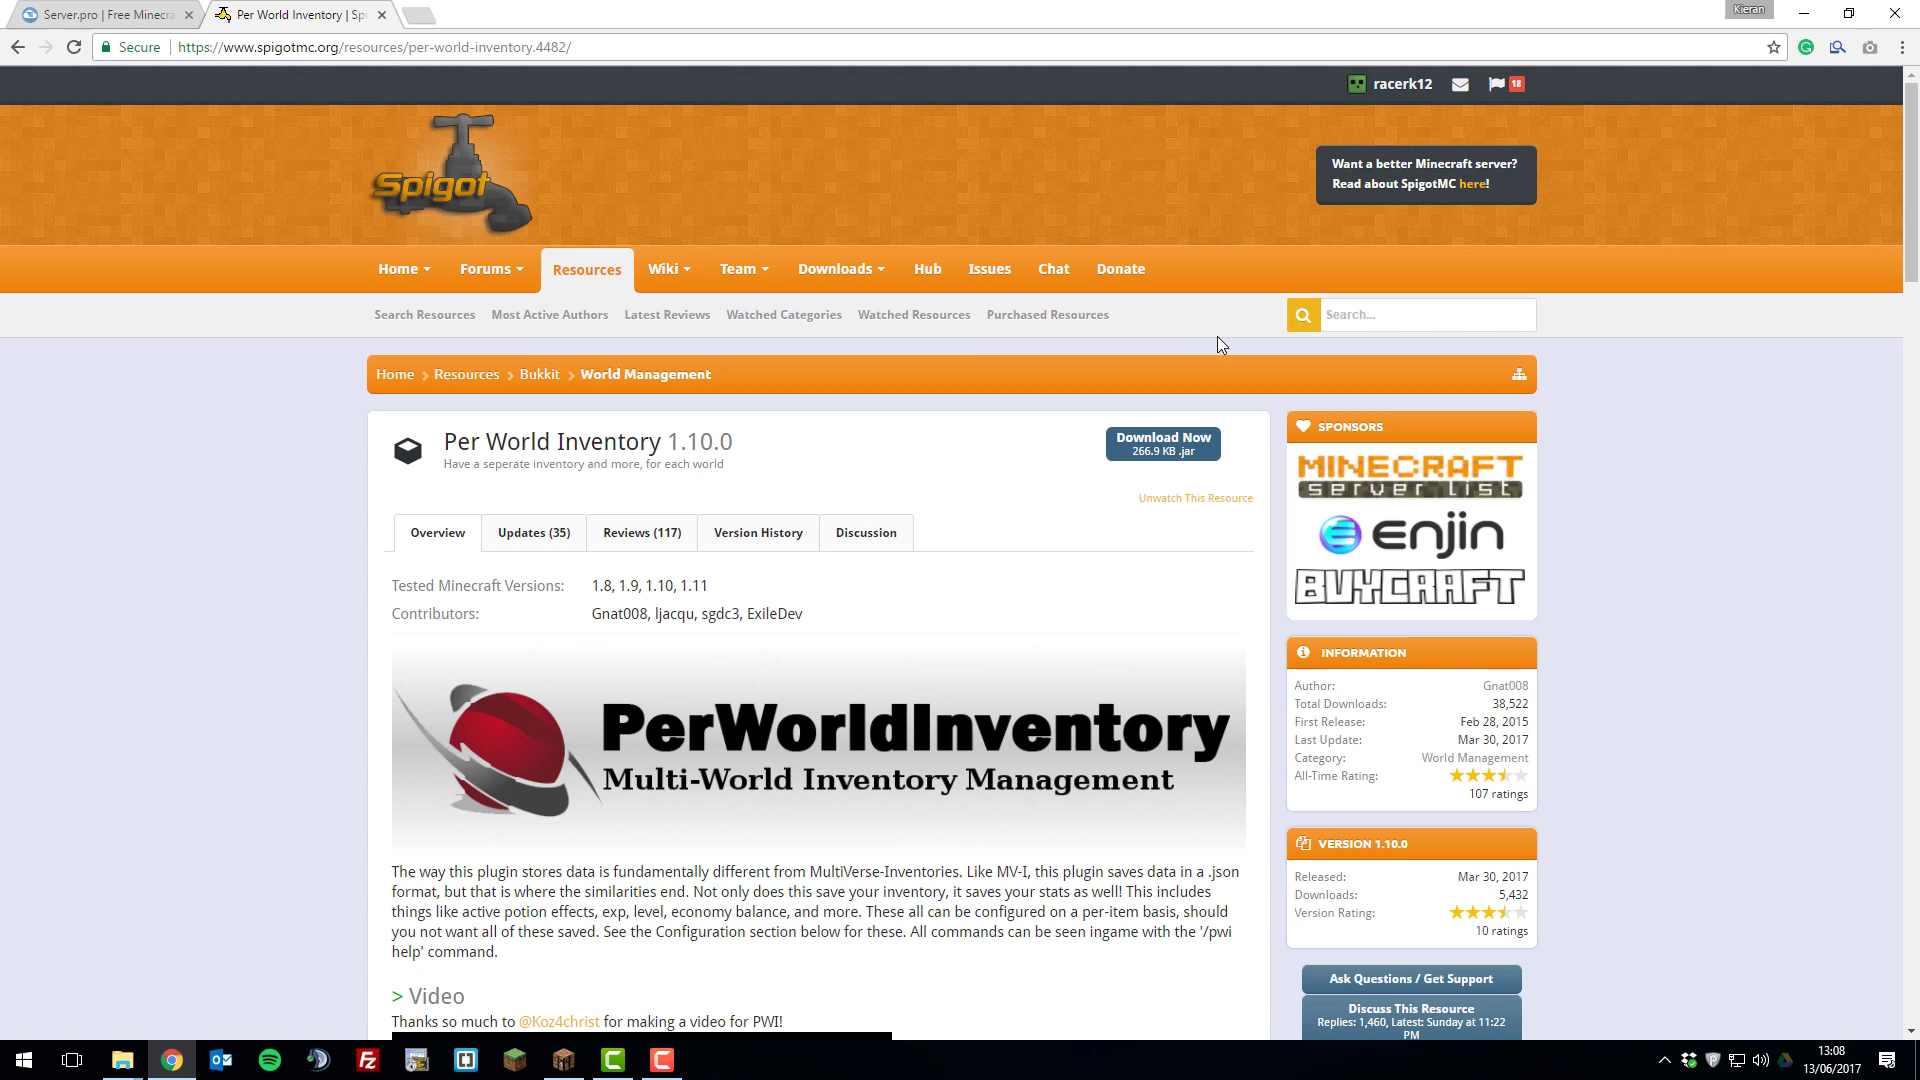 Server.pro | Free Minecra
Per World Inventory | Sp
Kieran
Secure
https://www.spigotmc.org/resources/per-world-inventory.4482/
racerk12
18
Spigot
Want a better Minecraft server?
Read about SpigotMC here!
Home
Forums
Resources
Wiki
Team
Downloads
Hub
Issues
Chat
Donate
Search Resources
Most Active Authors
Latest Reviews
Watched Categories
Watched Resources
Purchased Resources
Search...
Home
Resources
Bukkit
World Management
Per World Inventory 1.10.0
Have a seperate inventory and more, for each world
Download Now
266.9 KB .jar
Unwatch This Resource
Overview
Updates (35)
Reviews (117)
Version History
Discussion
Tested Minecraft Versions: 1.8, 1.9, 1.10, 1.11
Contributors: Gnat008, ljacqu, sgdc3, ExileDev
PerWorldInventory
Multi-World Inventory Management
The way this plugin stores data is fundamentally different from MultiVerse-Inventories. Like MV-I, this plugin saves data in a .json
format, but that is where the similarities end. Not only does this save your inventory, it saves your stats as well! This includes
things like active potion effects, exp, level, economy balance, and more. These all can be configured on a per-item basis, should
you not want all of these saved. See the Configuration section below for these. All commands can be seen ingame with the '/pwi
help' command.
> Video
Thanks so much to @Koz4christ for making a video for PWI!
SPONSORS
MINECRAFT
server list
enjin
BUYCRAFT
INFORMATION
Author: Gnat008
Total Downloads: 38,522
First Release: Feb 28, 2015
Last Update: Mar 30, 2017
Category: World Management
All-Time Rating:
107 ratings
VERSION 1.10.0
Released: Mar 30, 2017
Downloads: 5,432
Version Rating:
10 ratings
Ask Questions / Get Support
Discuss This Resource
Replies: 1,460, Latest: Sunday at 11:22
PM
13:08
13/06/2017